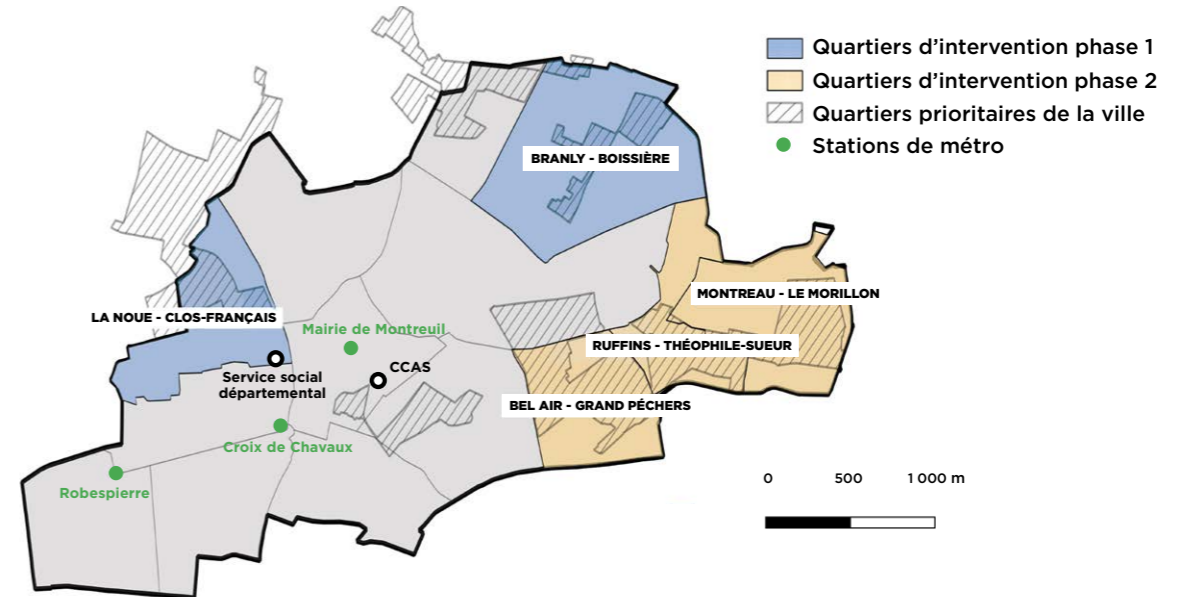 Quartiers d'intervention phase 1
Quartiers d'intervention phase 2
Quartiers prioritaires de la ville
Stations de métro
BRANLY - BOISSIÈRE
MONTREAU - LE MORILLON
LA NOUE - CLOS-FRANÇAIS
Mairie de Montreuil
RUFFINS - THÉOPHILE-SUEUR
CCAS
Service social
départemental
BEL AIR - GRAND PÉCHERS
Croix de Chavaux
Robespierre
0 500 1 000 m